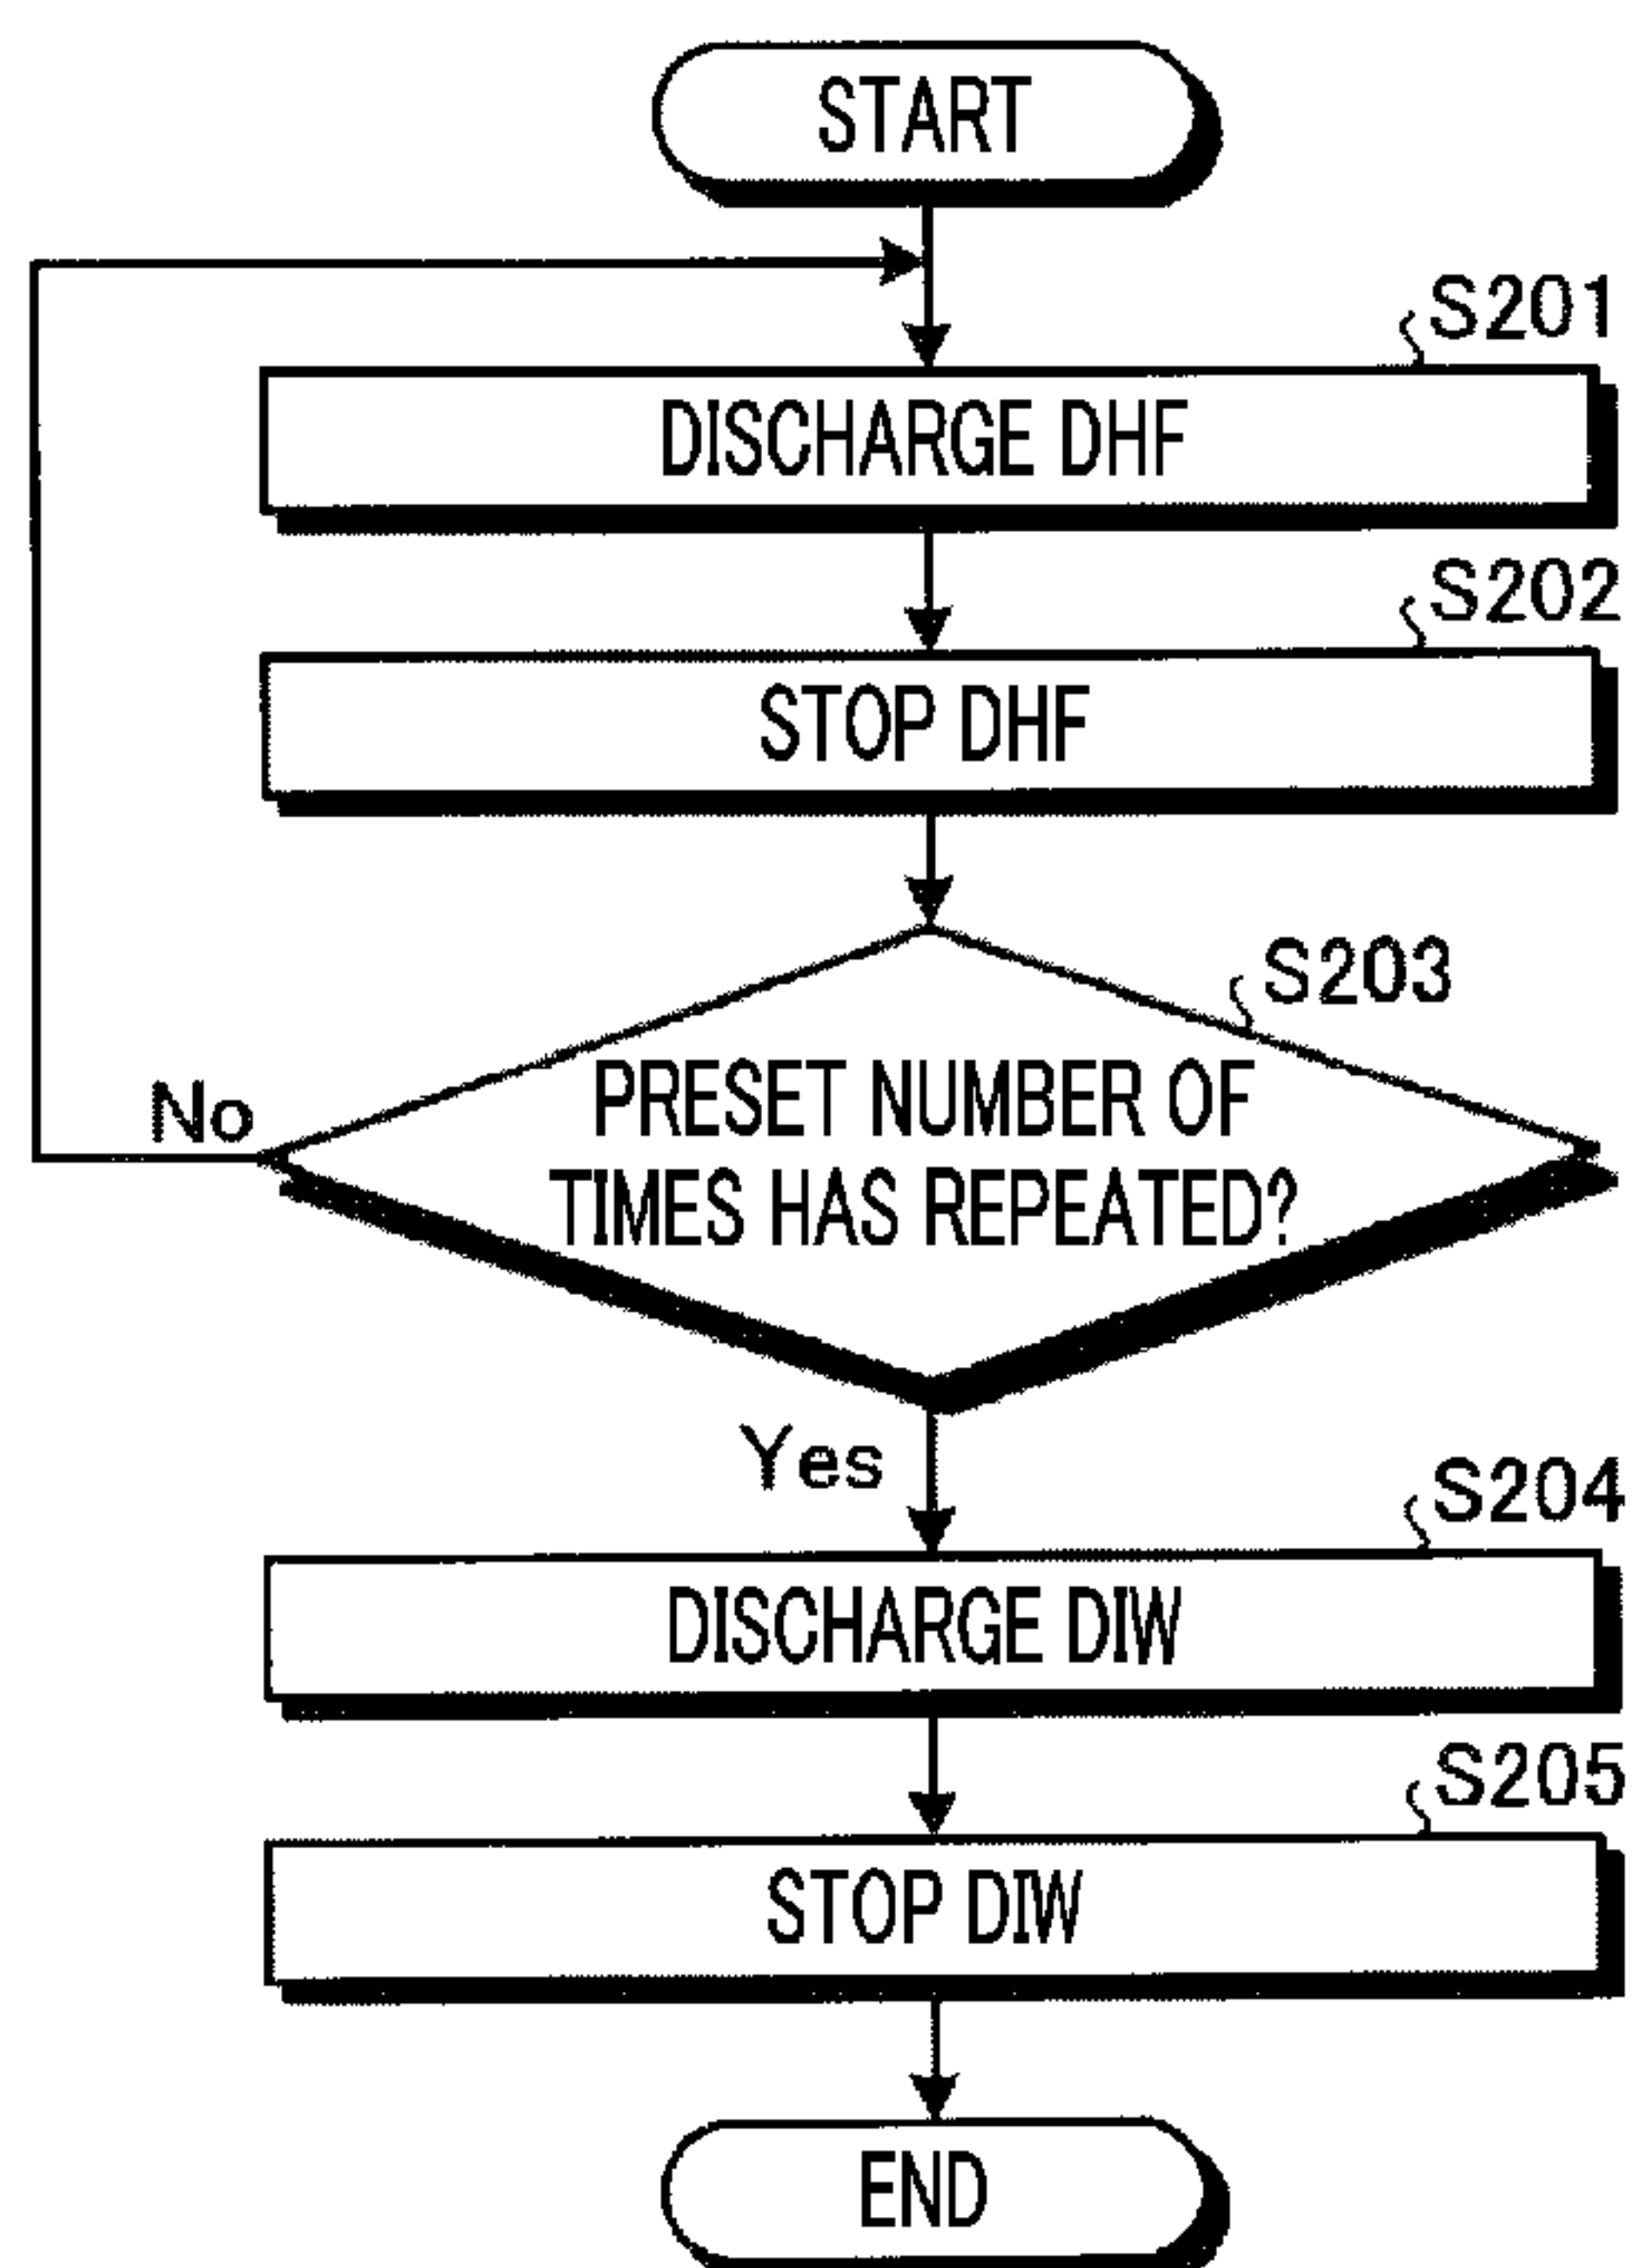 START
S201
DISCHARGE DHF
S202
STOP DHF
S203
PRESET NUMBER OF
TIMES HAS REPEATED?
No
Yes
S204
DISCHARGE DIW
S205
STOP DIW
END